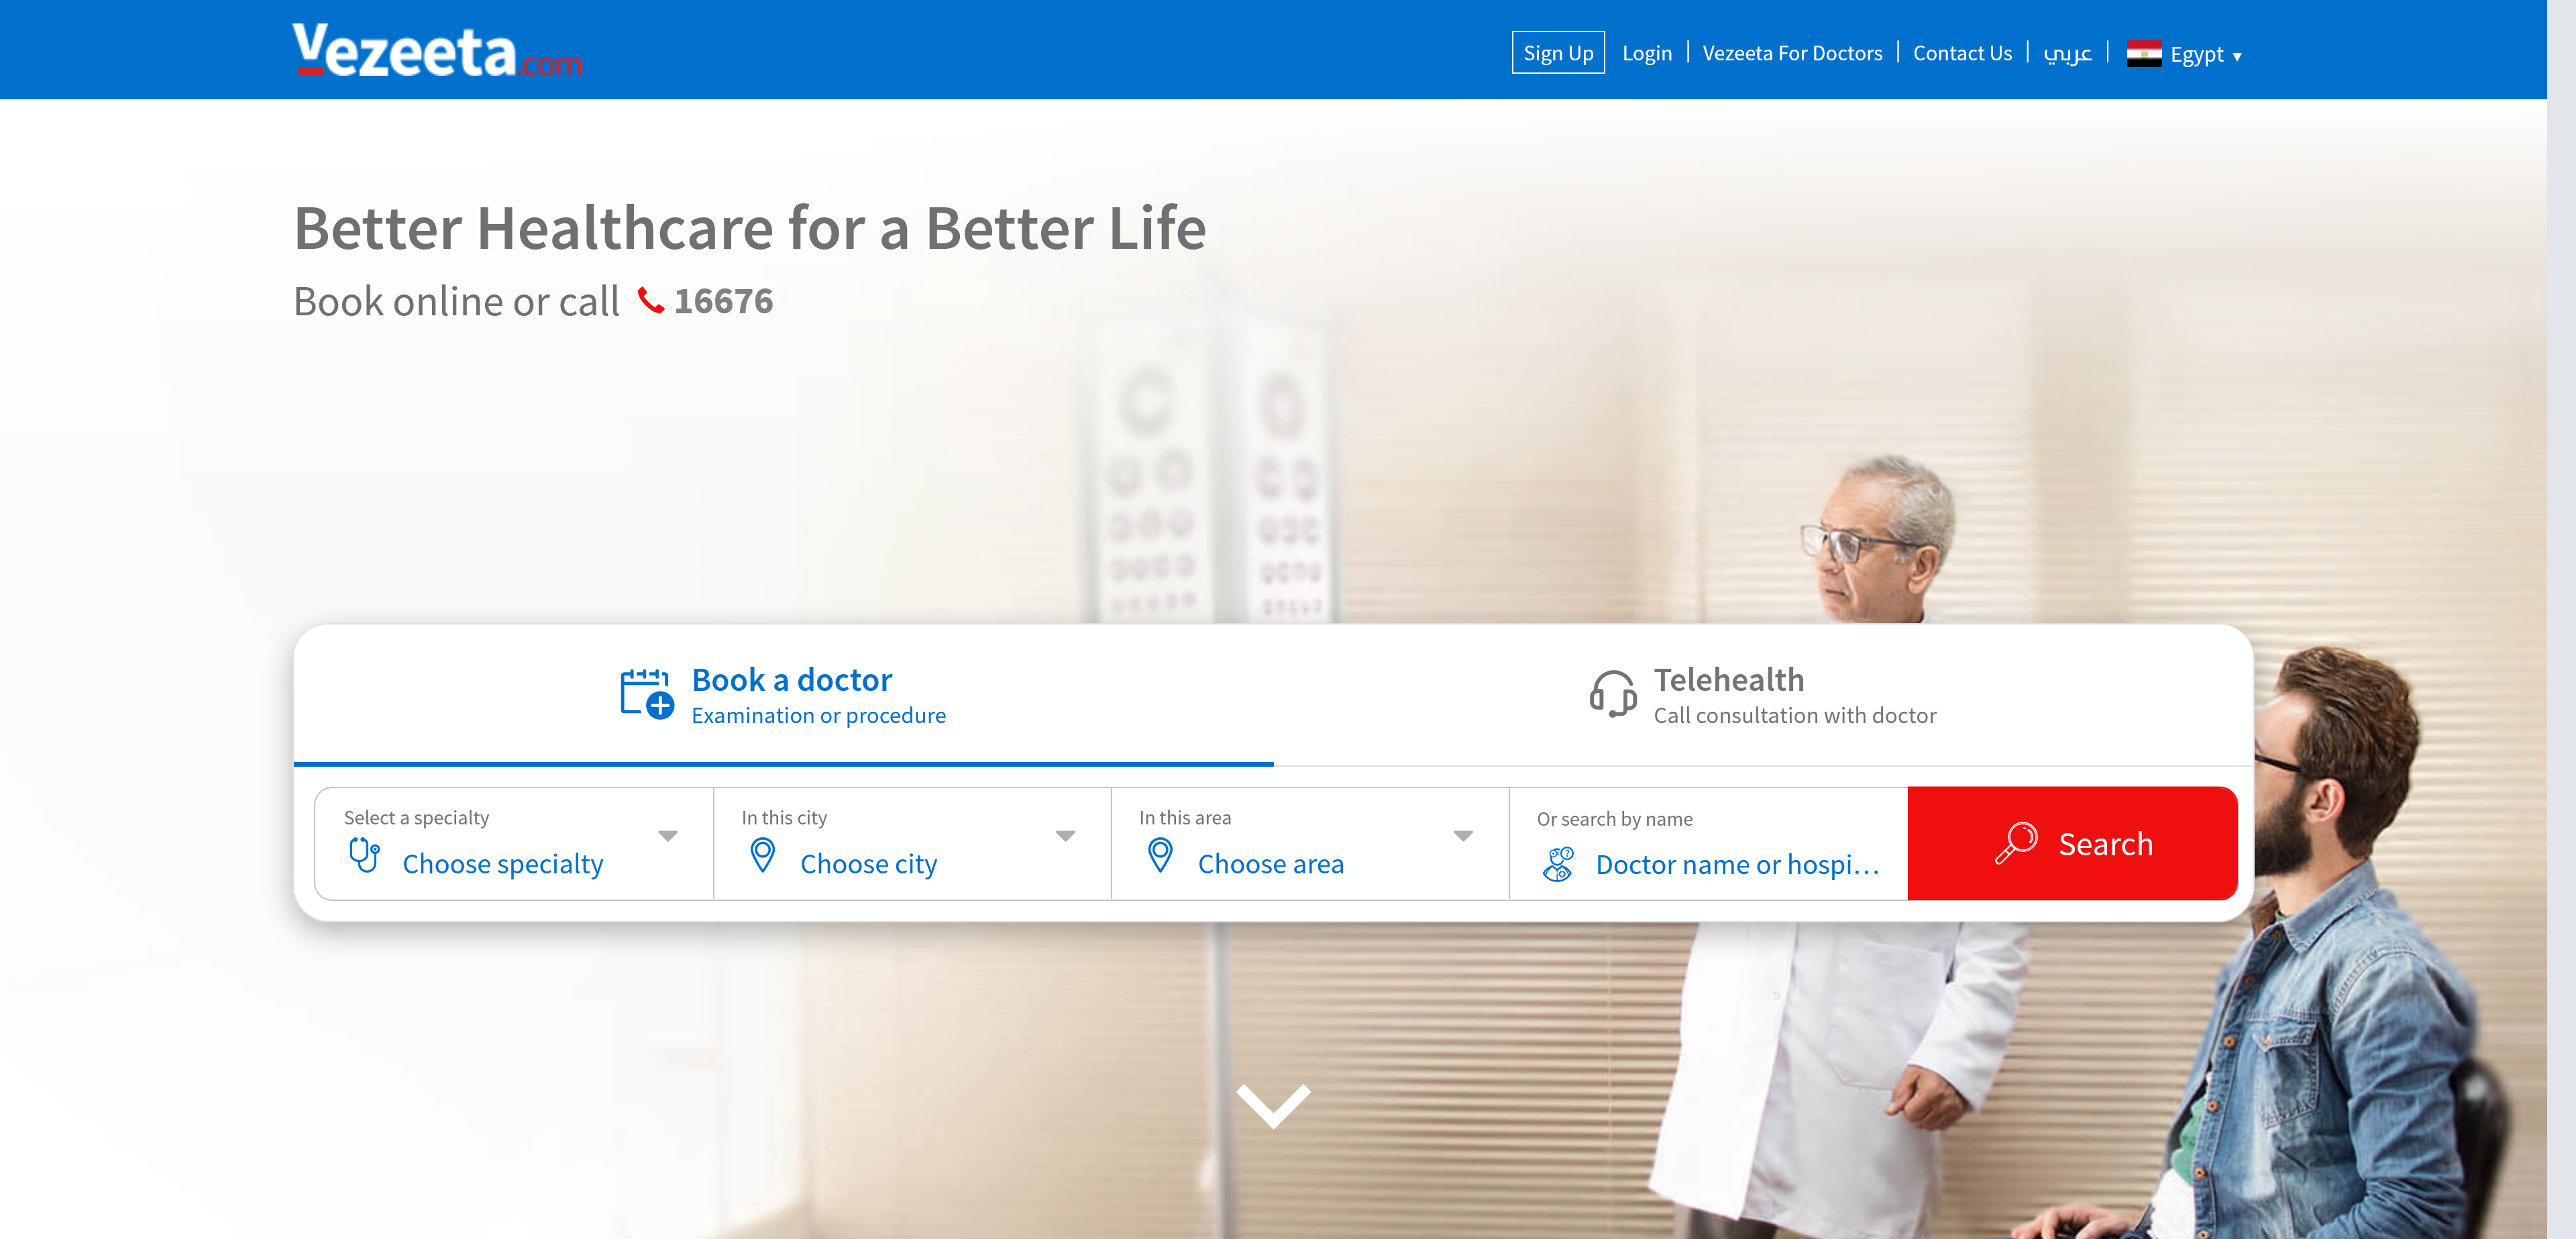 Vezeeta.com
Sign Up
Login
Vezeeta For Doctors
Contact Us
عربي
Egypt
Better Healthcare for a Better Life
Book online or call 16676
Book a doctor
Examination or procedure
Telehealth
Call consultation with doctor
Select a specialty
Choose specialty
In this city
Choose city
In this area
Choose area
Or search by name
Doctor name or hospi...
Search